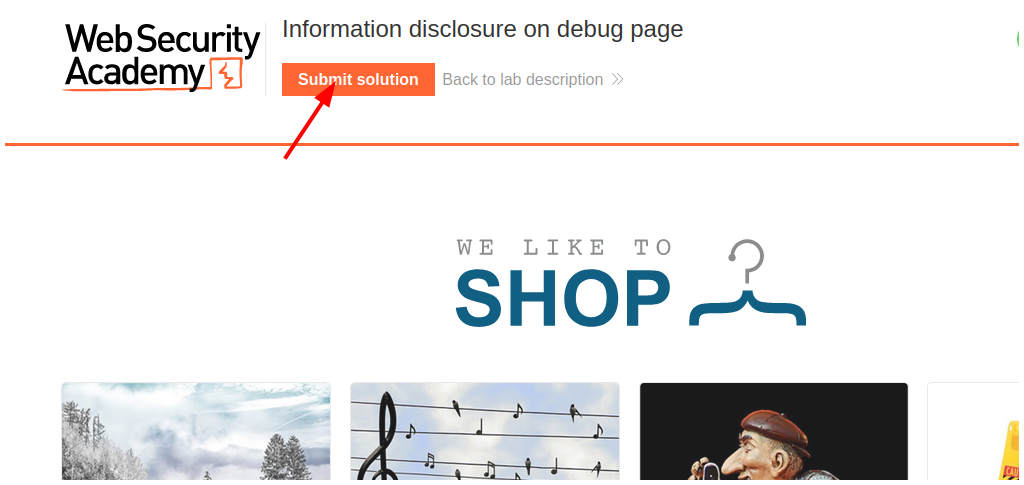 Web Security
Academy
Information disclosure on debug page
Submit solution
Back to lab description
WE LIKE TO
SHOP